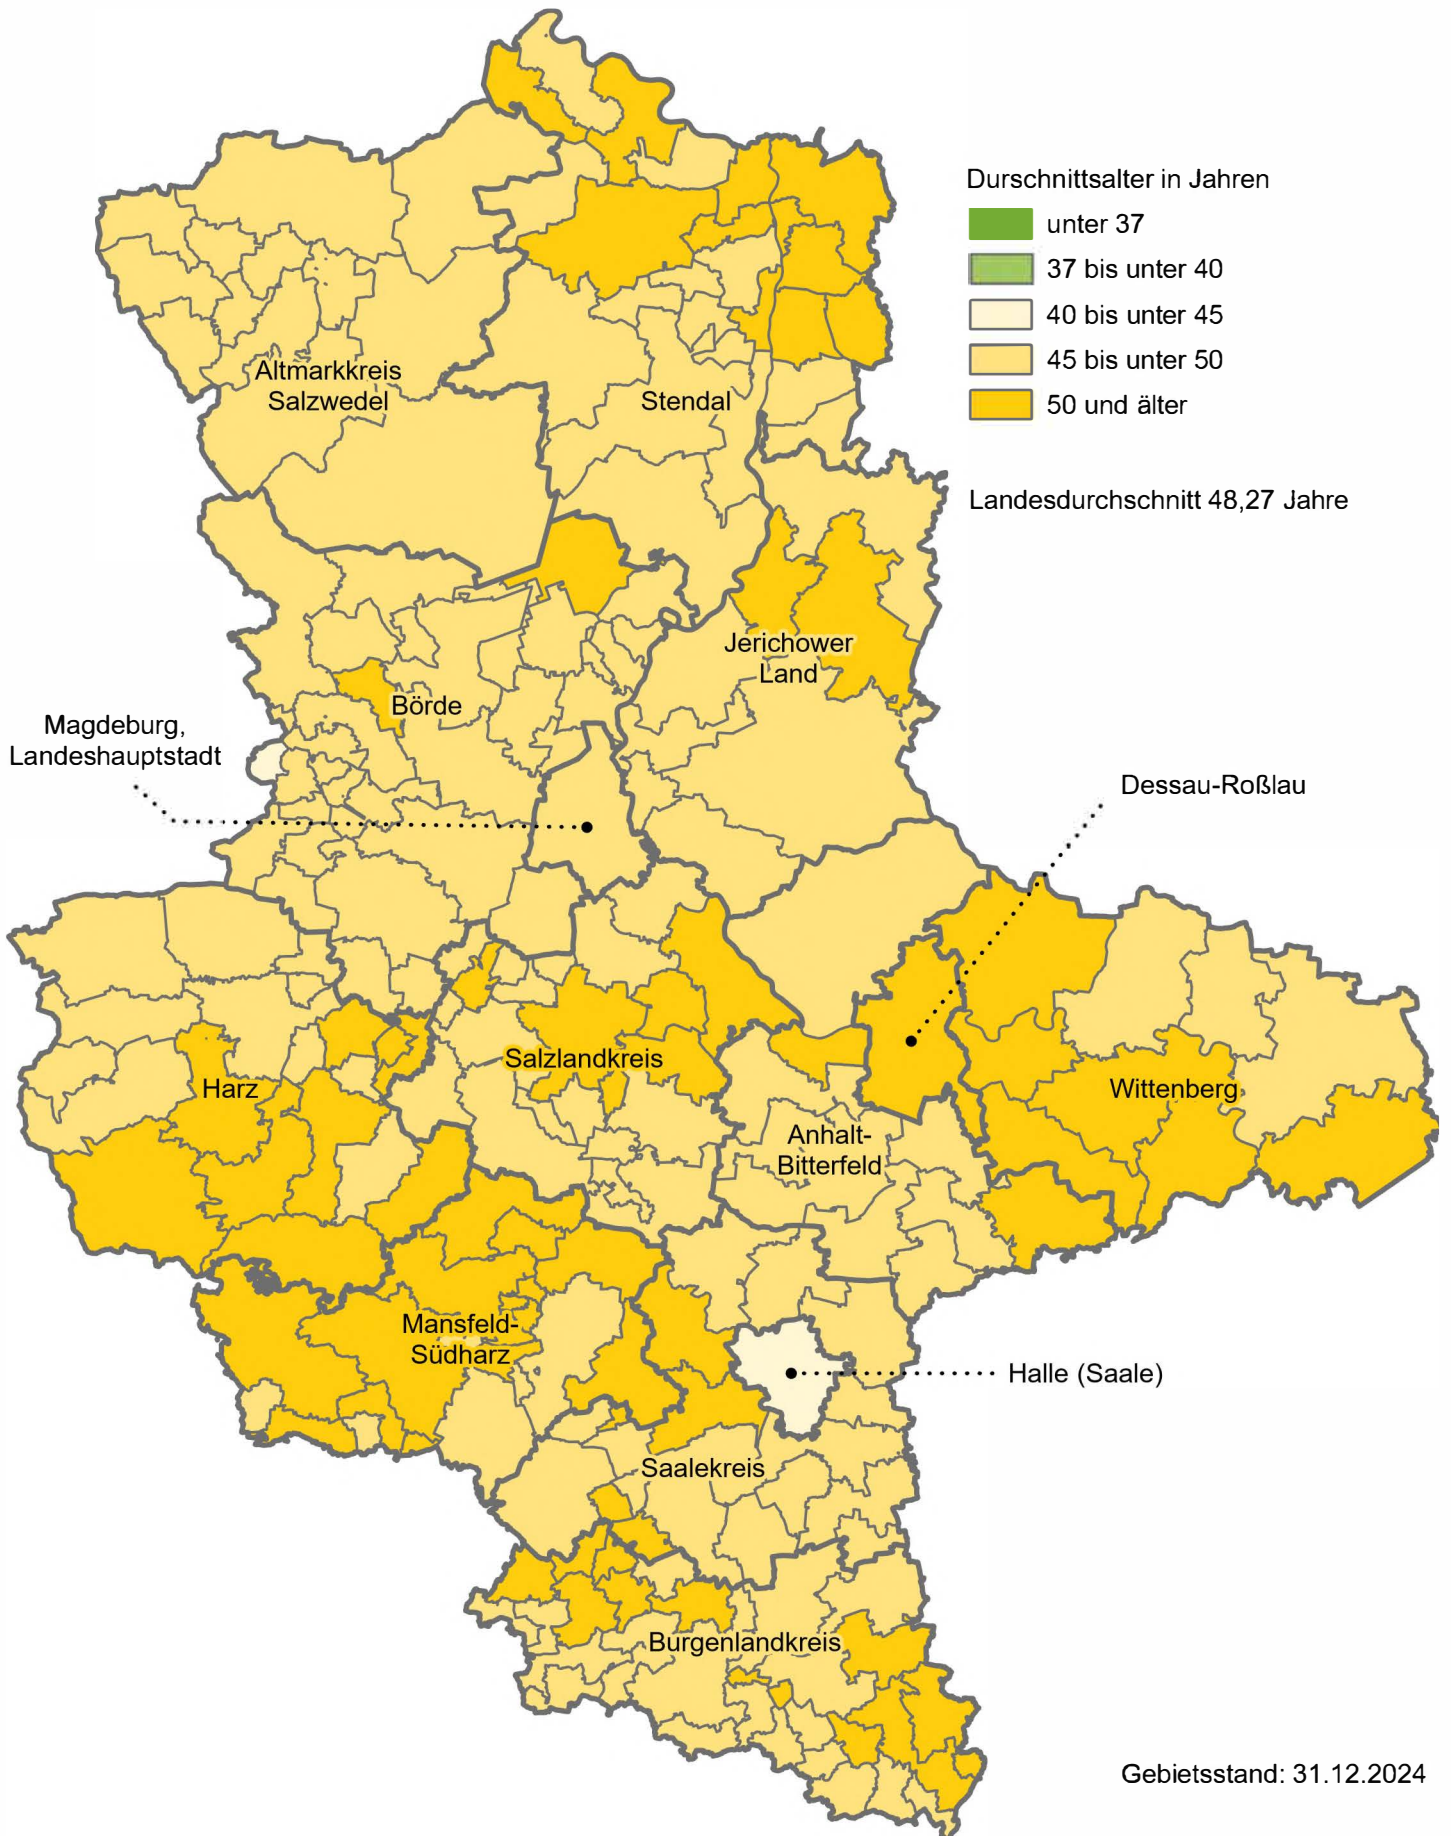 Durschnittsalter in Jahren
unter 37
37 bis unter 40
40 bis unter 45
45 bis unter 50
50 und älter
Landesdurchschnitt 48,27 Jahre
Altmarkkreis
Salzwedel
Stendal
Jerichower
Land
Börde
Magdeburg,
Landeshauptstadt
Dessau-Roßlau
Salzlandkreis
Harz
Wittenberg
Anhalt-
Bitterfeld
Mansfeld-
Südharz
Halle (Saale)
Saalekreis
Burgenlandkreis
Gebietsstand: 31.12.2024